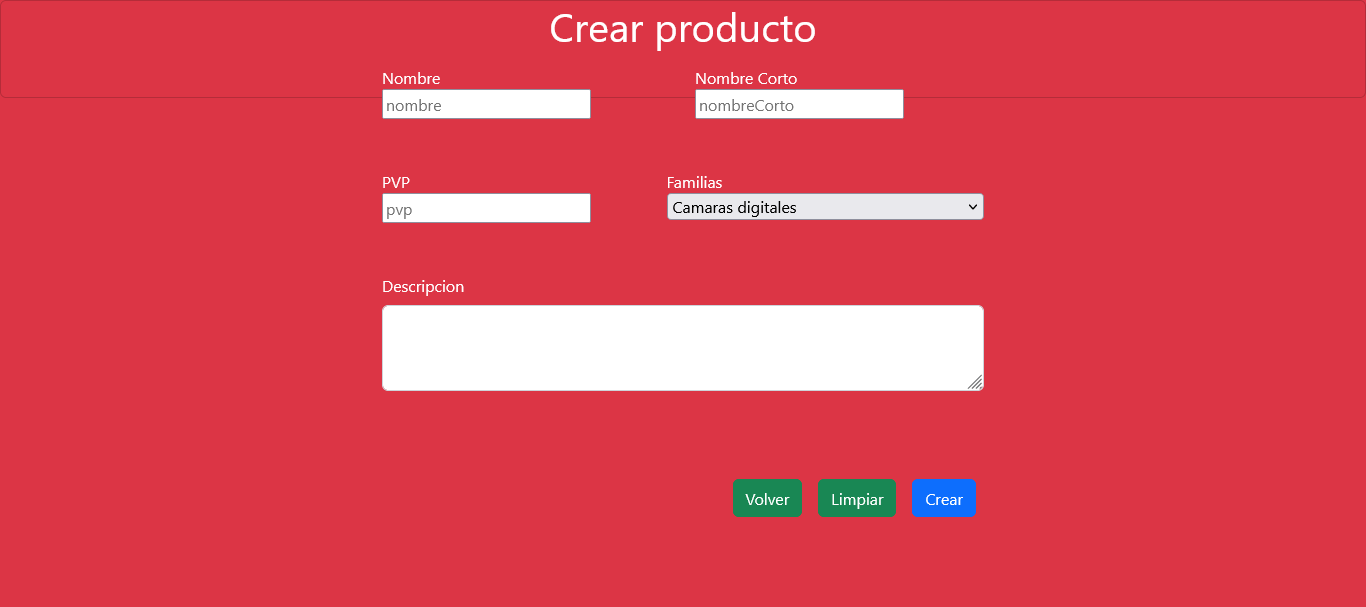 Crear producto
Nombre
Nombre Corto
nombre
nombreCorto
PVP
Familias
pvp
Camaras digitales
Descripcion
Volver
Limpiar
Crear